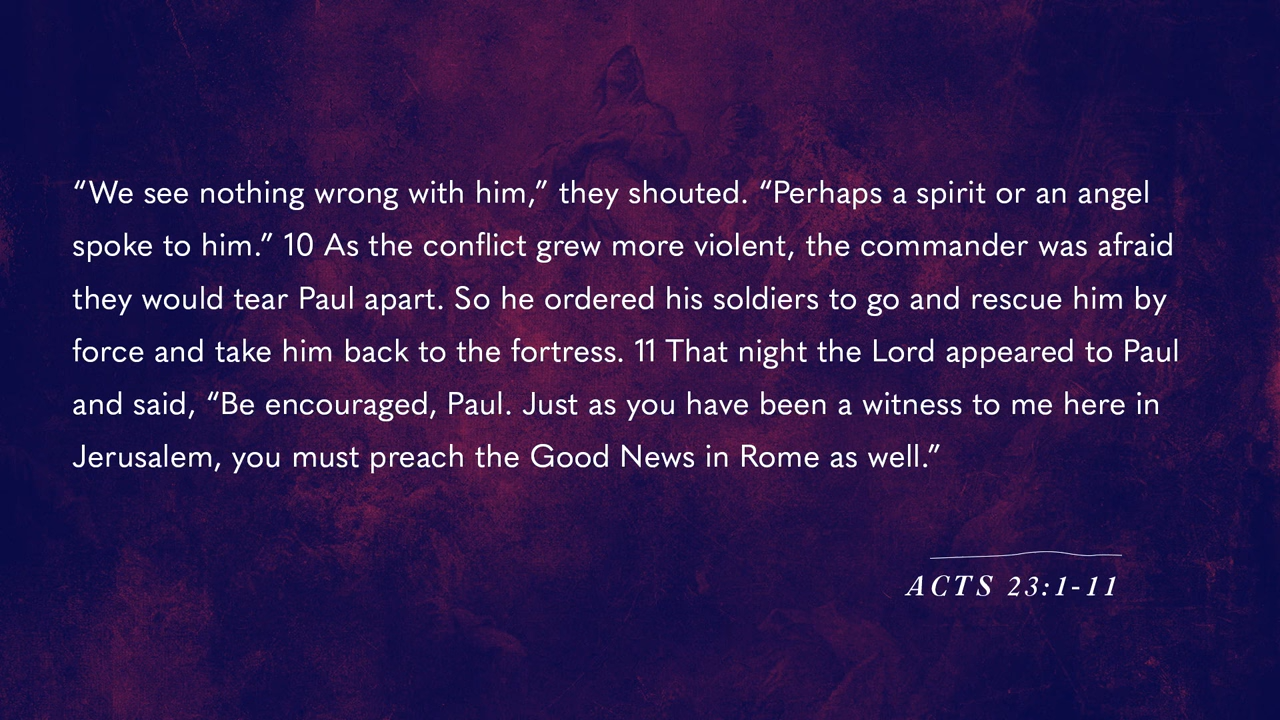 “We see nothing wrong with him,” they shouted. “Perhaps a spirit or an angel
spoke to him.” 10 As the conflict grew more violent, the commander was afraid
they would tear Paul apart. So he ordered his soldiers to go and rescue him by
force and take him back to the fortress. 11 That night the Lord appeared to Paul
and said, “Be encouraged, Paul. Just as you have been a witness to me here in
Jerusalem, you must preach the Good News in Rome as well.”
ACTS 23:1-11